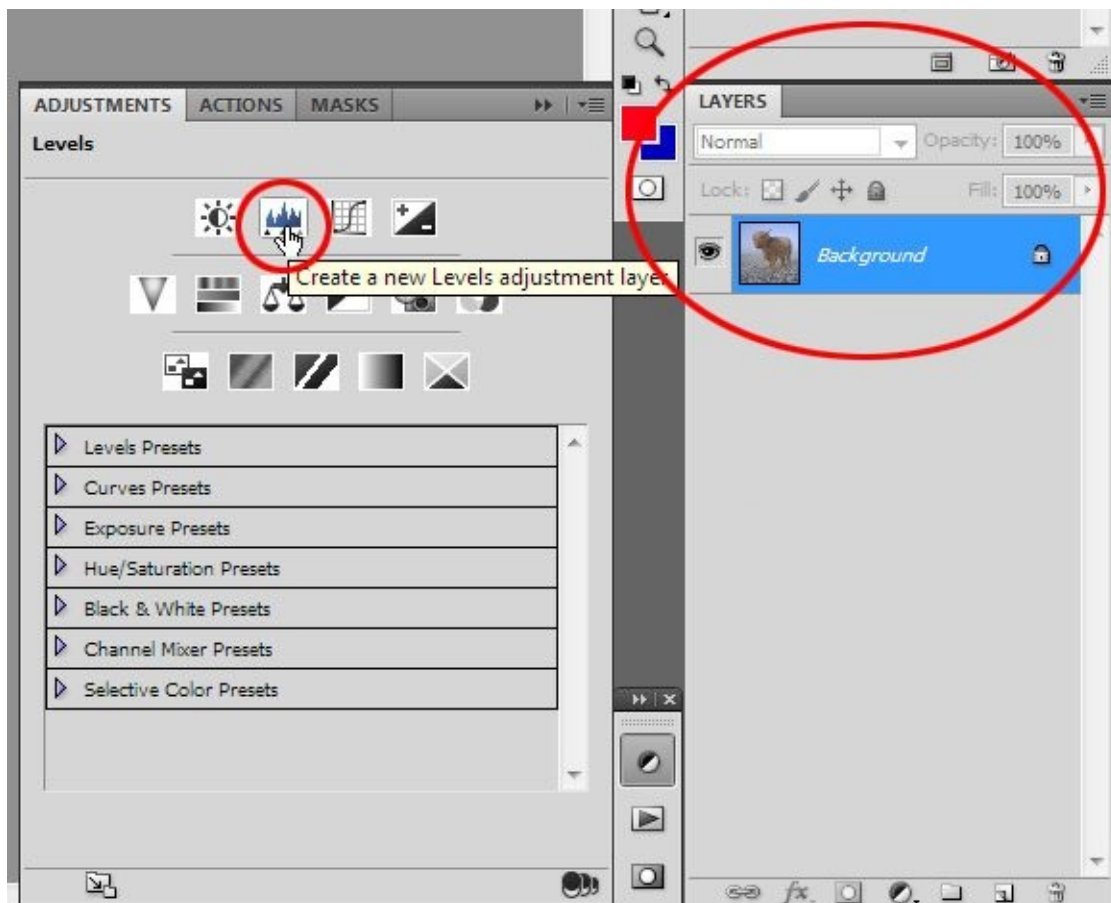 ADJUSTMENTS ACTIONS MASKS
Levels
Create a new Levels adjustment layer
Levels Presets
Curves Presets
Exposure Presets
Hue/Saturation Presets
Black & White Presets
Channel Mixer Presets
Selective Color Presets
LAYERS
Normal Opacity: 100%
Lock: Fill: 100%
Background
fx